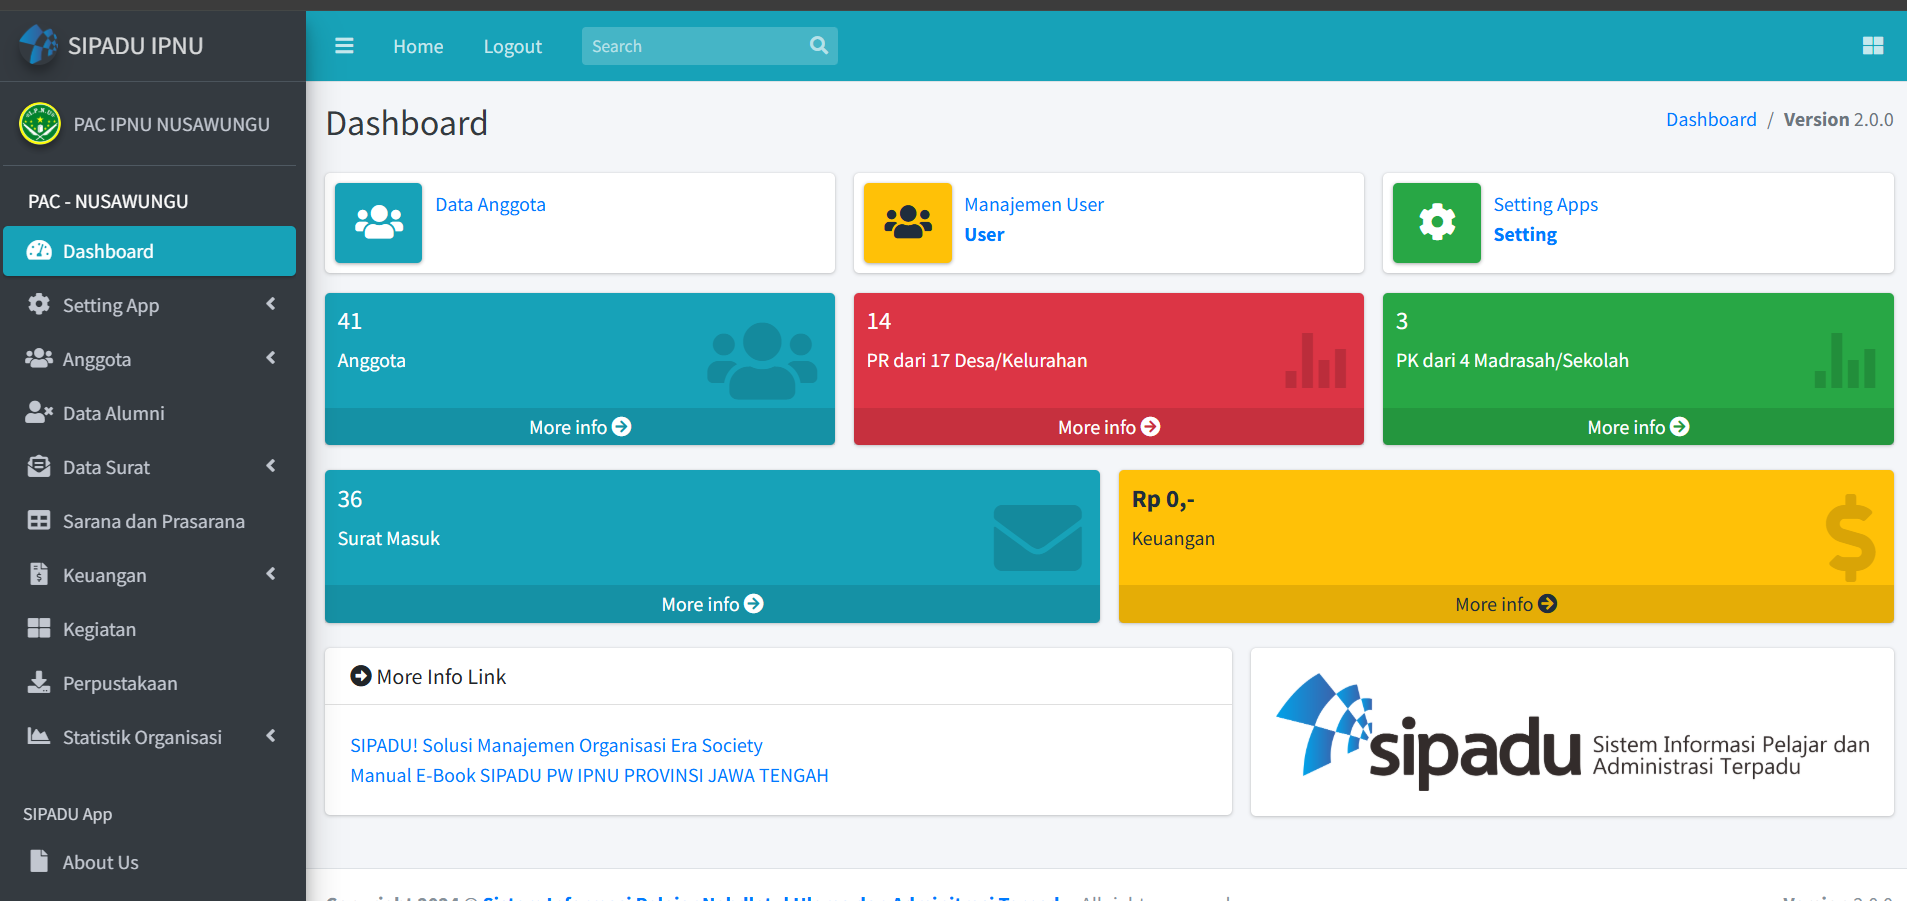 SIPADU IPNU
Home
Logout
Search
PAC IPNU NUSAWUNGU
Dashboard
Dashboard / Version 2.0.0
PAC - NUSAWUNGU
Dashboard
Setting App
Anggota
Data Alumni
Data Surat
Sarana dan Prasarana
Keuangan
Kegiatan
Perpustakaan
Statistik Organisasi
SIPADU App
About Us
Data Anggota
Manajemen User
User
Setting Apps
Setting
41
Anggota
More info
14
PR dari 17 Desa/Kelurahan
More info
3
PK dari 4 Madrasah/Sekolah
More info
36
Surat Masuk
More info
Rp 0,-
Keuangan
More info
More Info Link
SIPADU! Solusi Manajemen Organisasi Era Society
Manual E-Book SIPADU PW IPNU PROVINSI JAWA TENGAH
sipadu
Sistem Informasi Pelajar dan
Administrasi Terpadu